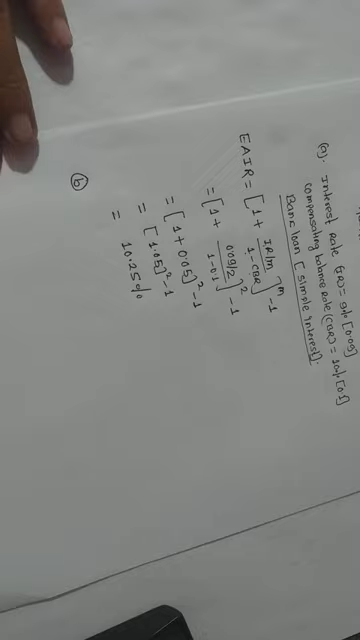 (a). Interest Rate (IR) = 9% [0.09]
Compensating balance Rate (CBR) = 10% [0.1]
Bank loan [simple interest]:
EAIR = [1 + IR/m / 1-CBR]^m -1
= [1 + 0.09/2 / 1-0.1]^2 -1
= [1 + 0.05]^2 -1
= [1.05]^2 -1
= 10.25%
(b)